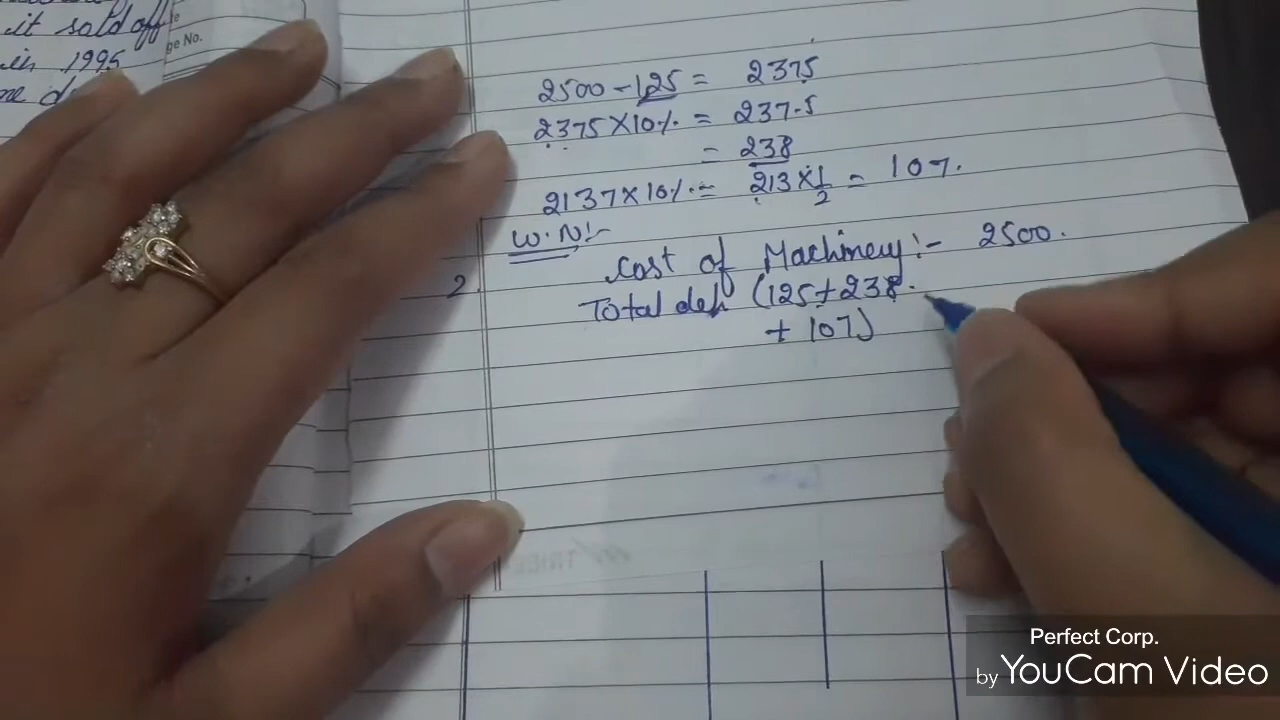 it sold off
in 1995
ge No.
2500 - 125 = 2375
2375 X 10% = 237.5
= 238
2137 X 10% = 213 X 1/2 = 107.
W.N:-
2.
Cost of Machinery:- 2500.
Total dep (125+238.
+ 107)
Perfect Corp.
by YouCam Video